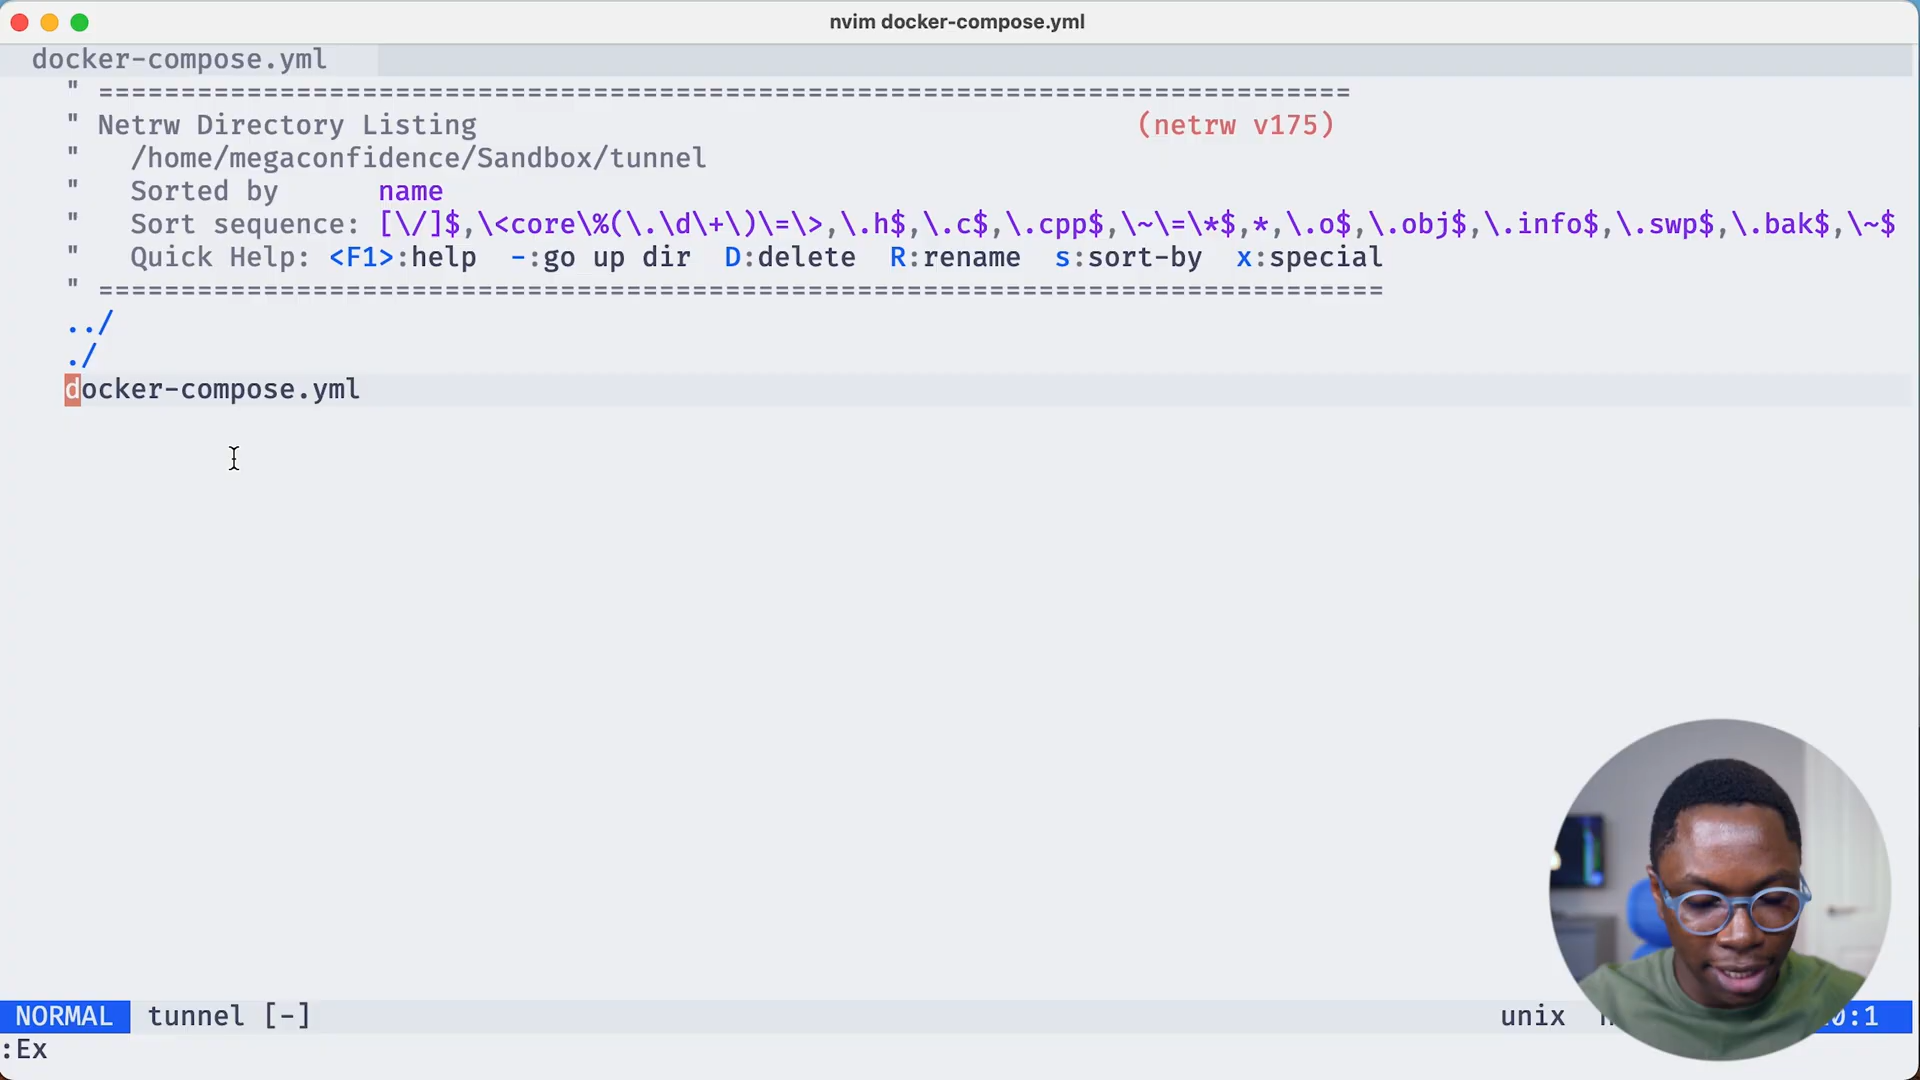 nvim docker-compose.yml
docker-compose.yml
" ============================================================================
" Netrw Directory Listing (netrw v175)
" /home/megaconfidence/Sandbox/tunnel
" Sorted by name
" Sort sequence: [\/]$,\<core\%(\.\d\+\)\=\>,\.h$,\.c$,\.cpp$,\~\=\*$,*,\.o$,\.obj$,\.info$,\.swp$,\.bak$,\~$
" Quick Help: <F1>:help -:go up dir D:delete R:rename s:sort-by x:special
" ==============================================================================
../
./
docker-compose.yml
NORMAL tunnel [-] unix
:Ex